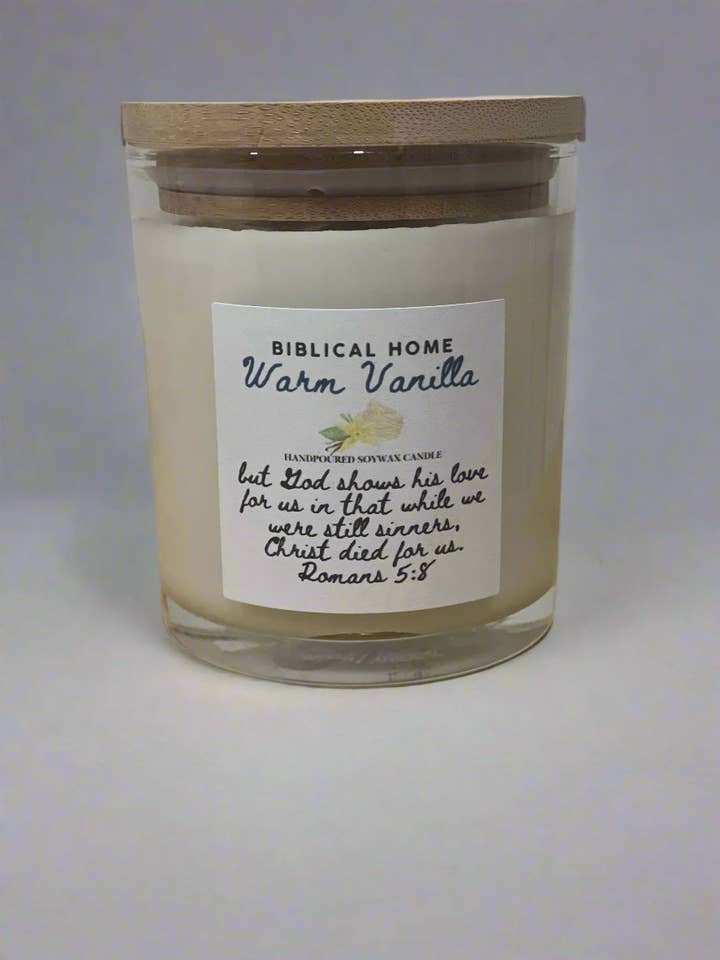 BIBLICAL HOME
Warm Vanilla
HANDPOURED SOYWAX CANDLE
but God shows his love
for us in that while we
were still sinners,
Christ died for us.
Romans 5:8